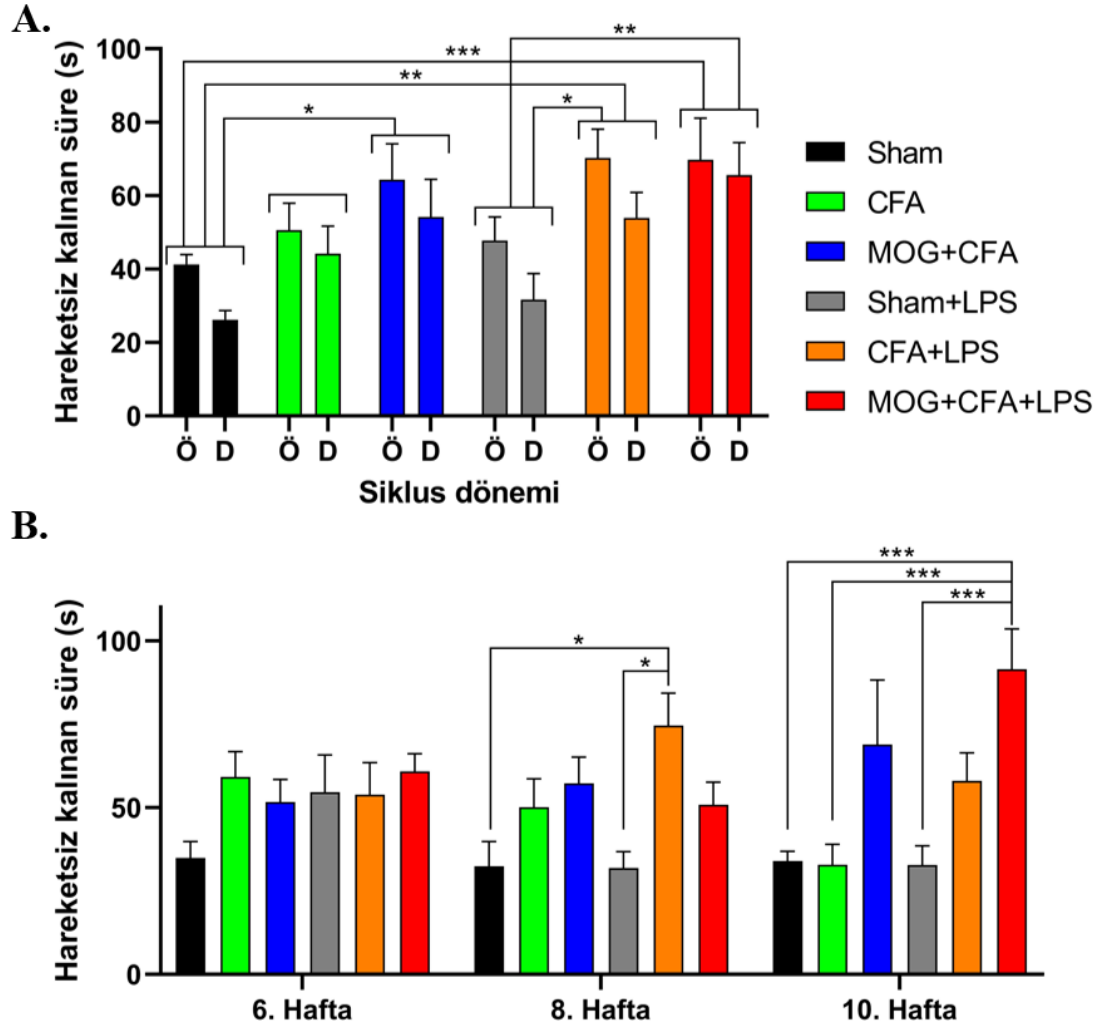 A.
Hareketsiz kalınan süre (s)
100
80
60
40
20
0
***
**
*
**
*
Ö D Ö D Ö D Ö D Ö D Ö D
Siklus dönemi
Sham
CFA
MOG+CFA
Sham+LPS
CFA+LPS
MOG+CFA+LPS
B.
Hareketsiz kalınan süre (s)
100
50
0
*
*
***
***
***
6. Hafta 8. Hafta 10. Hafta